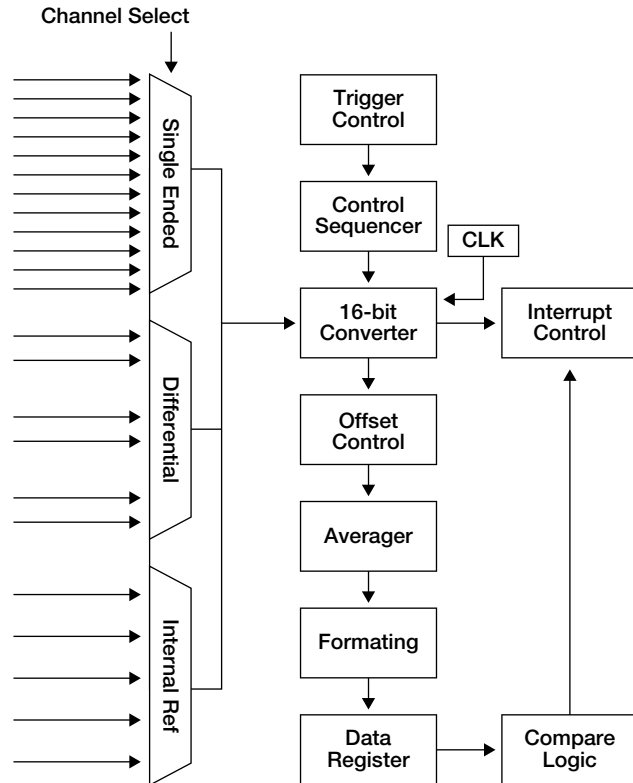 Channel Select
Single Ended
Differential
Internal Ref
Trigger
Control
Control
Sequencer
CLK
16-bit
Converter
Interrupt
Control
Offset
Control
Averager
Formating
Data
Register
Compare
Logic